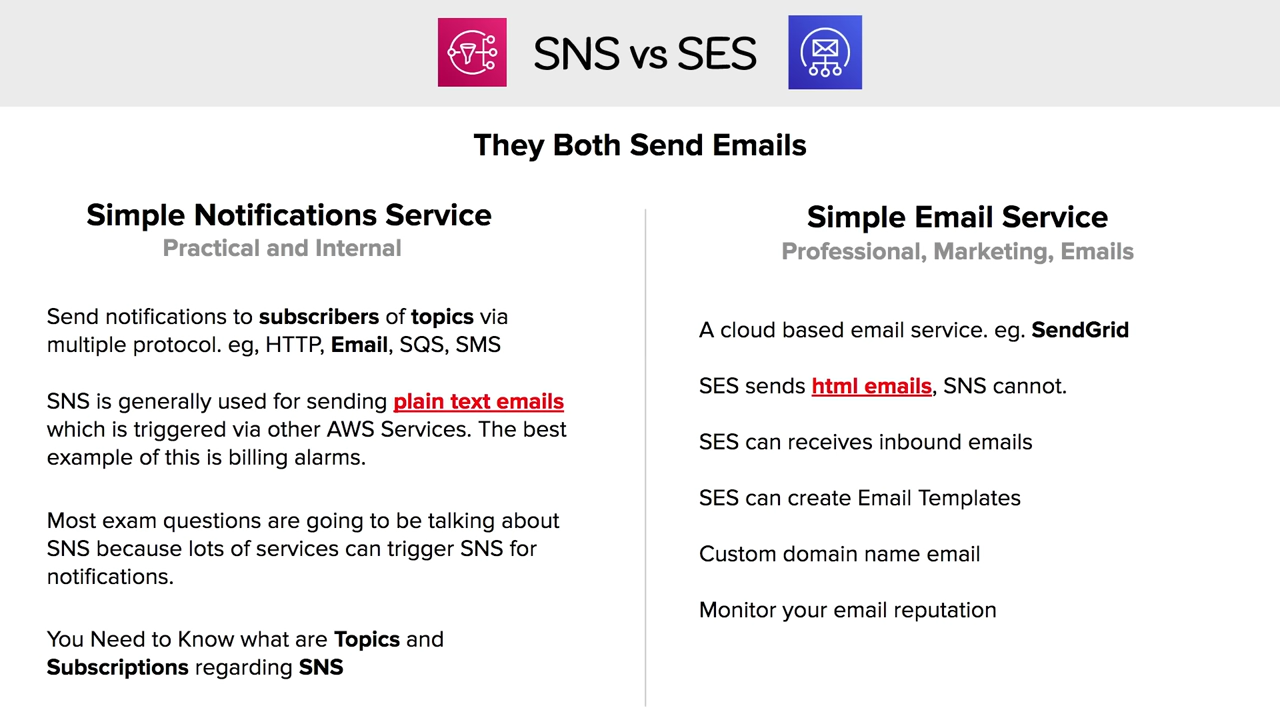 SNS vs SES
They Both Send Emails
Simple Notifications Service
Practical and Internal
Send notifications to subscribers of topics via
multiple protocol. eg, HTTP, Email, SQS, SMS
SNS is generally used for sending plain text emails
which is triggered via other AWS Services. The best
example of this is billing alarms.
Most exam questions are going to be talking about
SNS because lots of services can trigger SNS for
notifications.
You Need to Know what are Topics and
Subscriptions regarding SNS
Simple Email Service
Professional, Marketing, Emails
A cloud based email service. eg. SendGrid
SES sends html emails, SNS cannot.
SES can receives inbound emails
SES can create Email Templates
Custom domain name email
Monitor your email reputation